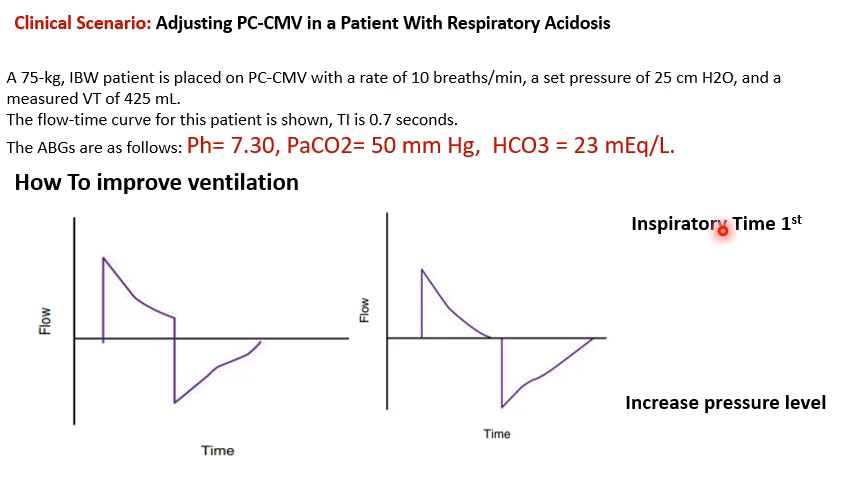 Clinical Scenario: Adjusting PC-CMV in a Patient With Respiratory Acidosis
A 75-kg, IBW patient is placed on PC-CMV with a rate of 10 breaths/min, a set pressure of 25 cm H2O, and a
measured VT of 425 mL.
The flow-time curve for this patient is shown, TI is 0.7 seconds.
The ABGs are as follows: Ph= 7.30, PaCO2= 50 mm Hg, HCO3 = 23 mEq/L.
How To improve ventilation
Inspiratory Time 1st
Flow
Flow
Increase pressure level
Time
Time